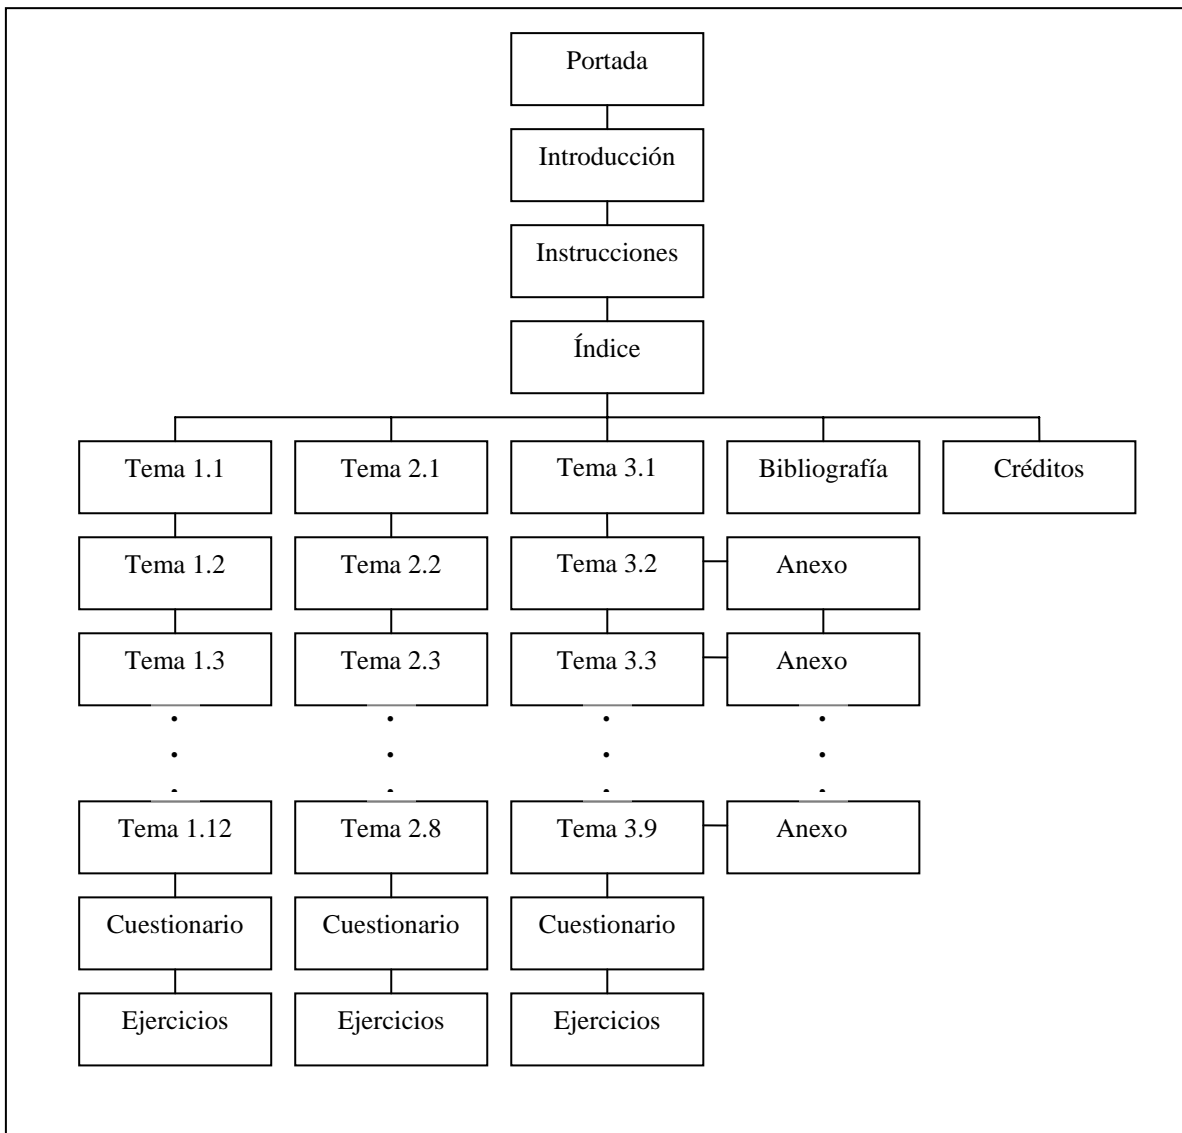 Portada
Introducción
Instrucciones
Índice
Tema 1.1
Tema 2.1
Tema 3.1
Bibliografía
Créditos
Tema 1.2
Tema 2.2
Tema 3.2
Anexo
Tema 1.3
Tema 2.3
Tema 3.3
Anexo
Tema 1.12
Tema 2.8
Tema 3.9
Anexo
Cuestionario
Cuestionario
Cuestionario
Ejercicios
Ejercicios
Ejercicios